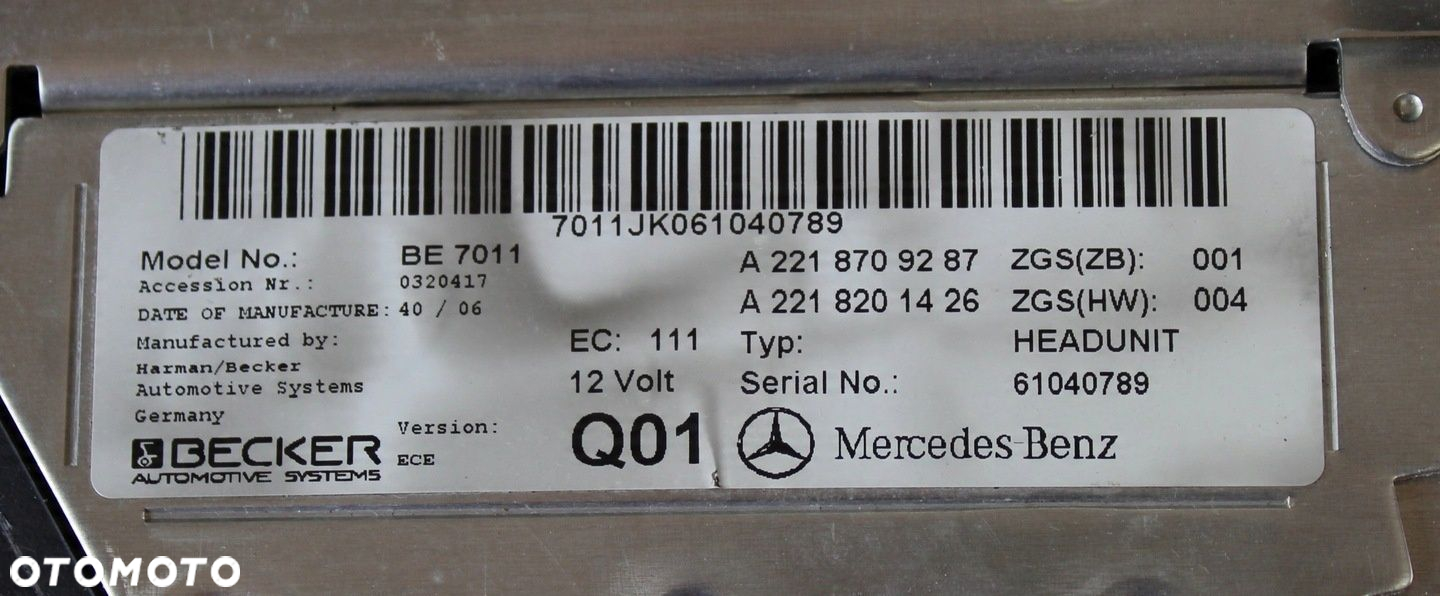 7011JK061040789
Model No.: BE 7011 A 221 870 92 87 ZGS(ZB): 001
Accession Nr.: 0320417
DATE OF MANUFACTURE: 40 / 06 A 221 820 14 26 ZGS(HW): 004
Manufactured by: EC: 111 Typ: HEADUNIT
Harman/Becker
Automotive Systems 12 Volt Serial No.: 61040789
Germany
Version: Q01 Mercedes-Benz
BECKER
ECE
AUTOMOTIVE SYSTEMS
OTOMOTO